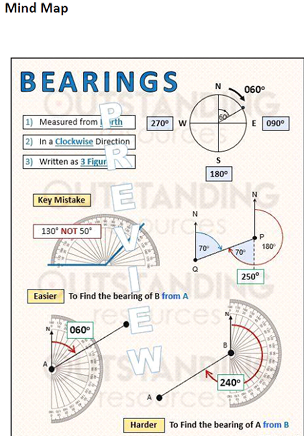 Mind Map
BEARINGS
N
060°
60°
270° W
E 090°
S
180°
1) Measured from North
2) In a Clockwise Direction
3) Written as 3 Figur
Key Mistake
130° NOT 50°
N
N
P
70°
70°
180°
Q
250°
Easier To Find the bearing of B from A
N
060°
A
N
B
240°
A
Harder To Find the bearing of A from B
OUTSTANDING
resources
PREVIEW